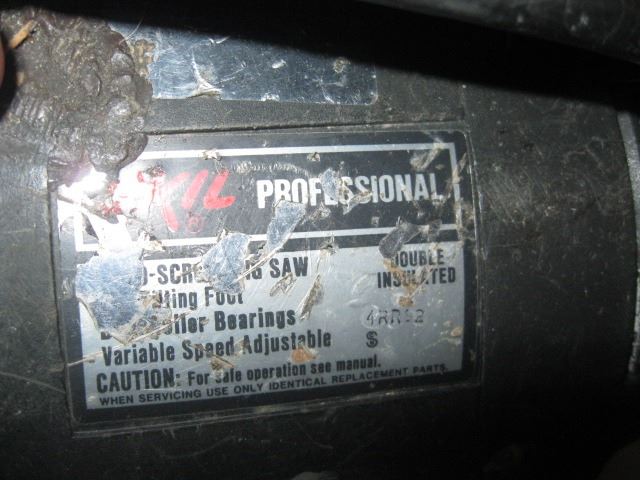 SKIL PROFESSIONAL
SAW DOUBLE
INSULATED
Foot
Bearings
Variable Speed Adjustable $
CAUTION: For safe operation see manual.
WHEN SERVICING USE ONLY IDENTICAL REPLACEMENT PARTS.